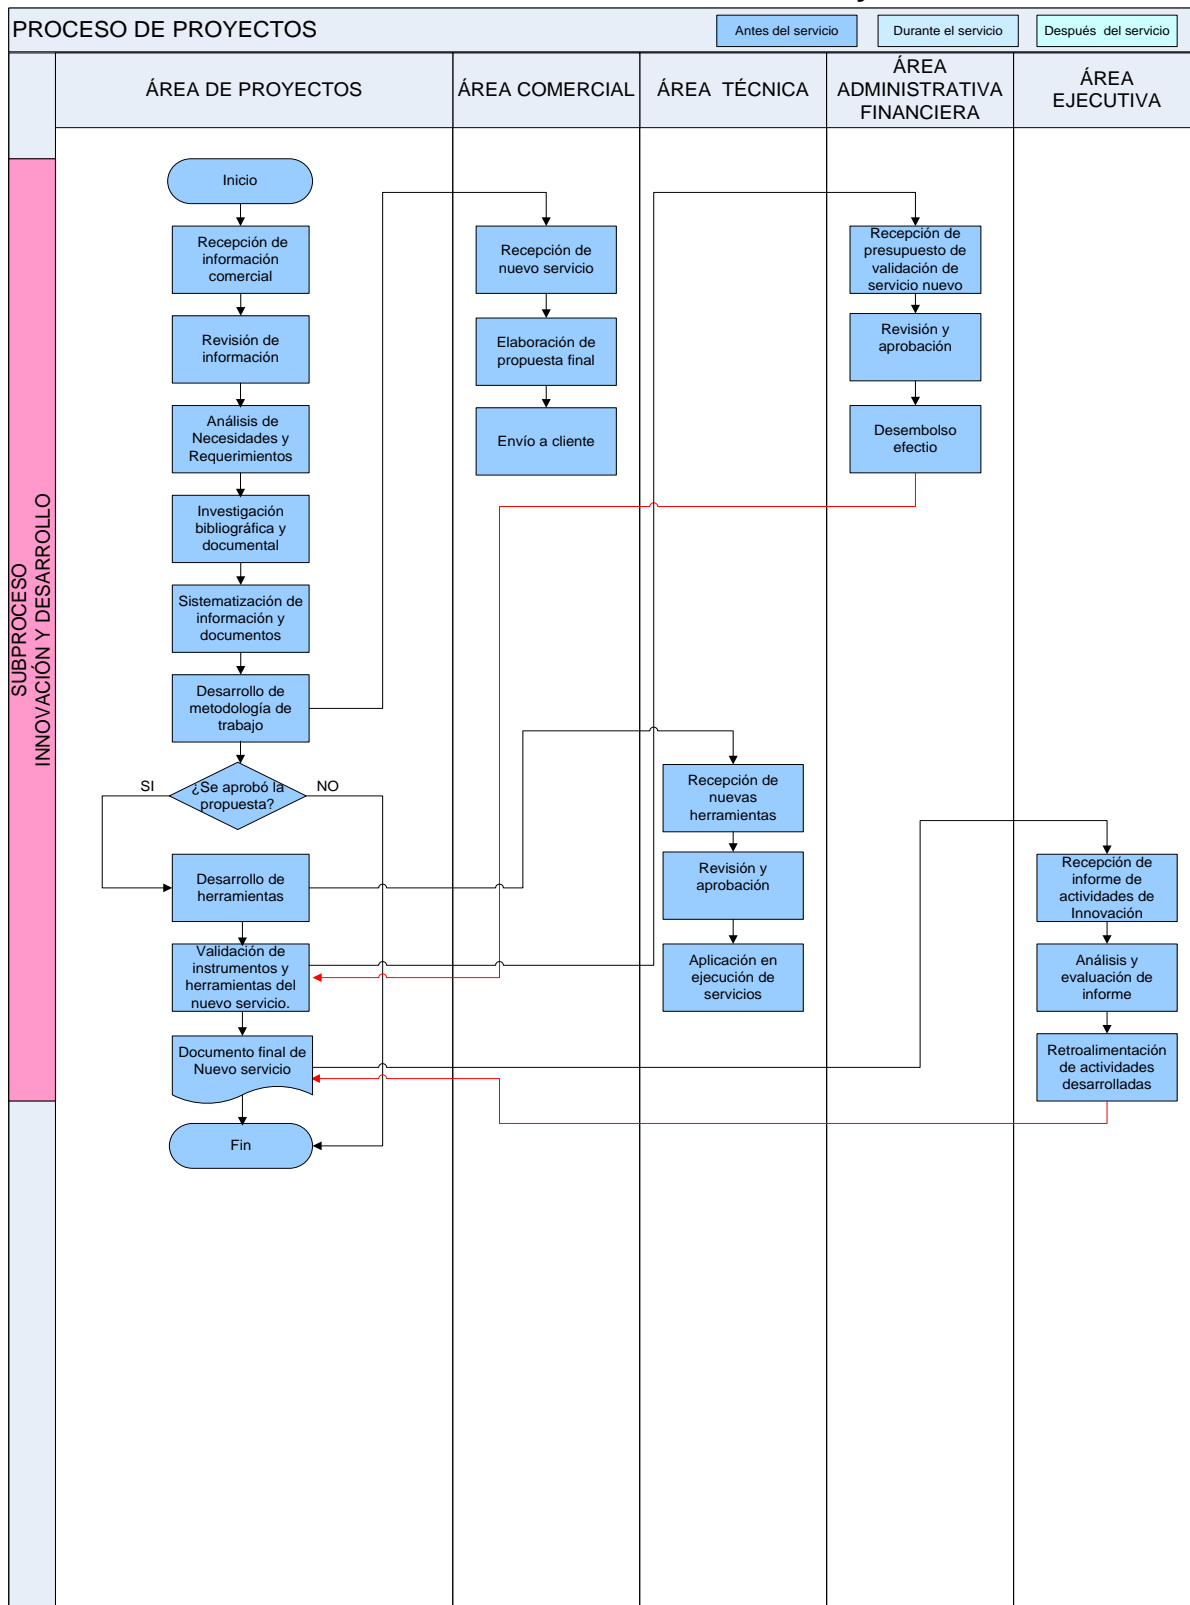 PROCESO DE PROYECTOS
Antes del servicio
Durante el servicio
Después  del servicio
ÁREA DE PROYECTOS
ÁREA COMERCIAL
ÁREA  TÉCNICA
ÁREA
ADMINISTRATIVA
FINANCIERA
ÁREA
EJECUTIVA
SUBPROCESO
INNOVACIÓN Y DESARROLLO
Inicio
Recepción de
información
comercial
Revisión de
información
Análisis de
Necesidades y
Requerimientos
Investigación
bibliográfica y
documental
Sistematización de
información y
documentos
Desarrollo de
metodología de
trabajo
SI
¿Se aprobó la
propuesta?
NO
Desarrollo de
herramientas
Validación de
instrumentos y
herramientas del
nuevo servicio.
Documento final de
Nuevo servicio
Fin
Recepción de
nuevo servicio
Elaboración de
propuesta final
Envío a cliente
Recepción de
nuevas
herramientas
Revisión y
aprobación
Aplicación en
ejecución de
servicios
Recepción de
presupuesto de
validación de
servicio nuevo
Revisión y
aprobación
Desembolso
efectio
Recepción de
informe de
actividades de
Innovación
Análisis y
evaluación de
informe
Retroalimentación
de actividades
desarrolladas